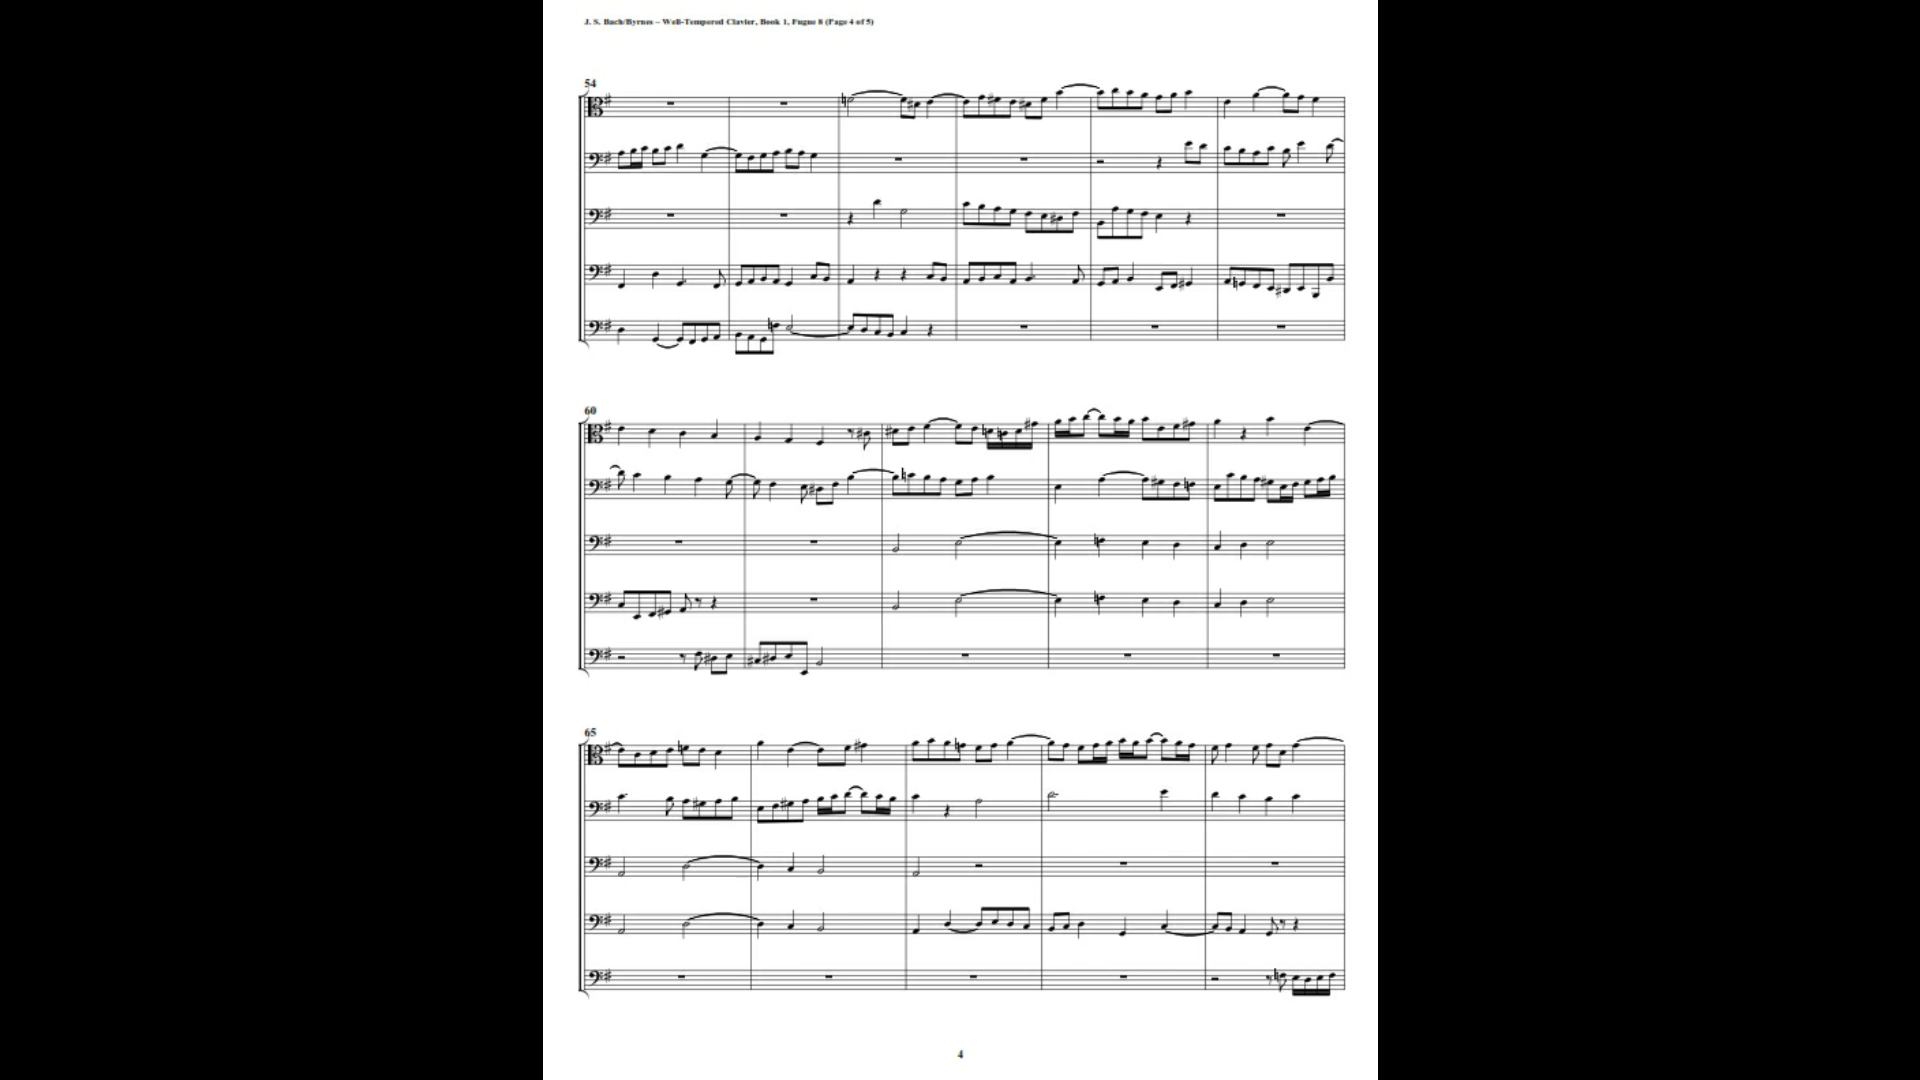 J. S. Bach/Byrnes – Well-Tempered Clavier, Book 1, Fugue 8 (Page 4 of 5)
54
60
65
4